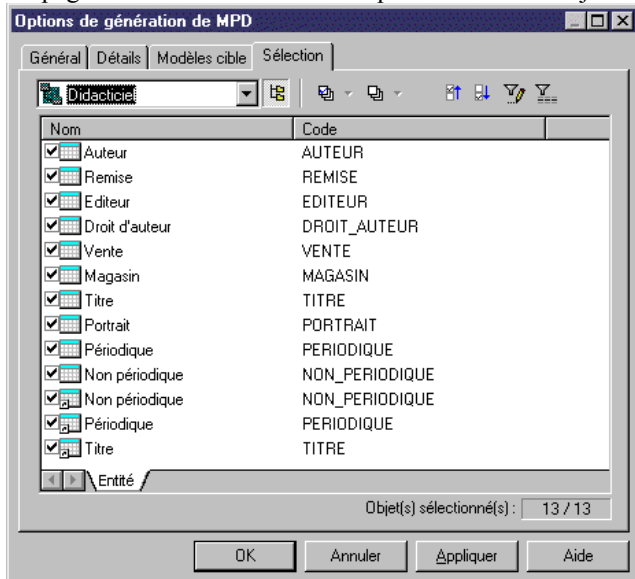 Options de génération de MPD
Général Détails Modèles cible Sélection
Didacticiel
Nom Code
Auteur AUTEUR
Remise REMISE
Editeur EDITEUR
Droit d'auteur DROIT_AUTEUR
Vente VENTE
Magasin MAGASIN
Titre TITRE
Portrait PORTRAIT
Périodique PERIODIQUE
Non périodique NON_PERIODIQUE
Non périodique NON_PERIODIQUE
Périodique PERIODIQUE
Titre TITRE
Entité
Objet(s) sélectionné(s) : 13 / 13
OK Annuler Appliquer Aide